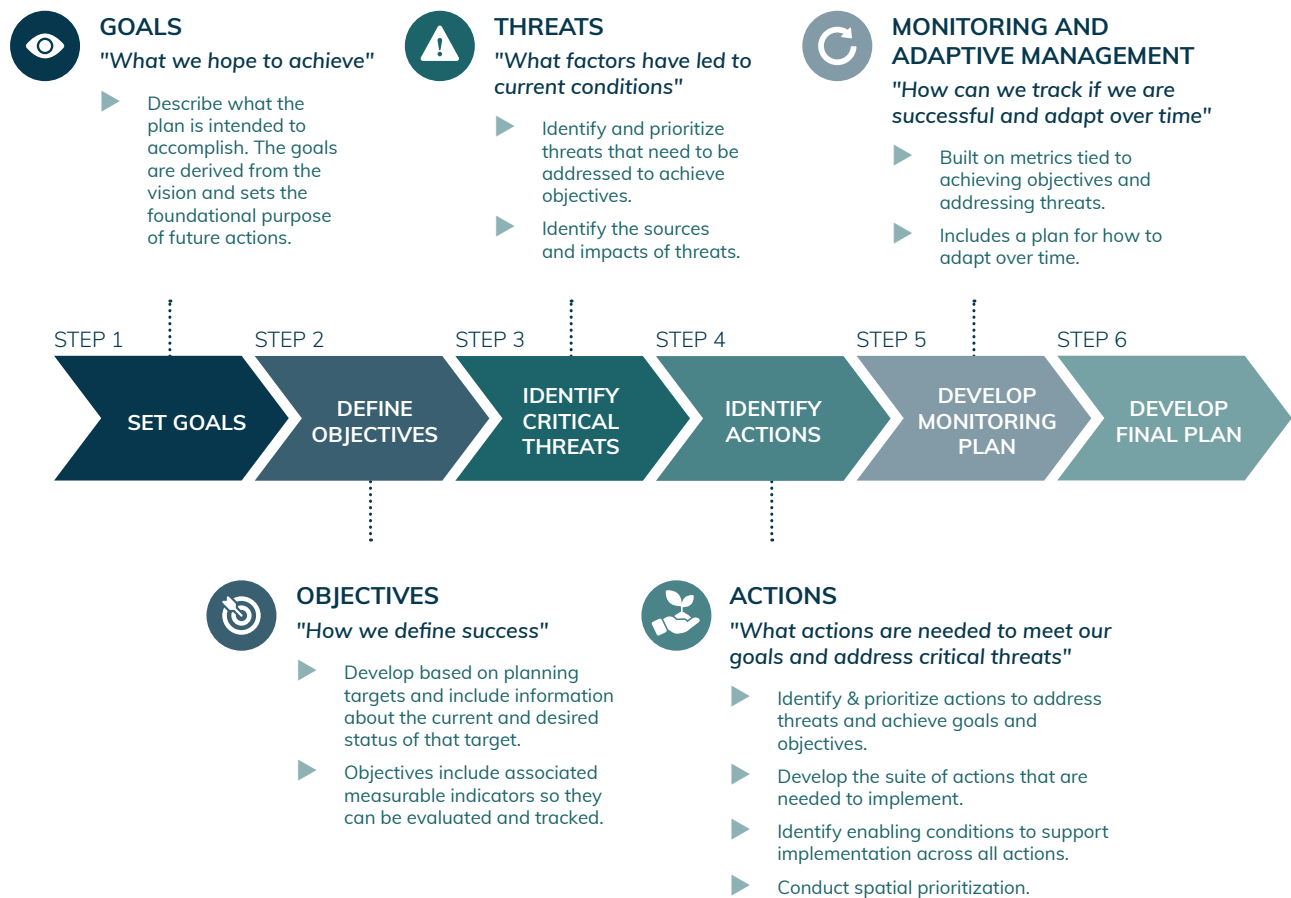 GOALS
"What we hope to achieve"
Describe what the
plan is intended to
accomplish. The goals
are derived from the
vision and sets the
foundational purpose
of future actions.
THREATS
"What factors have led to
current conditions"
Identify and prioritize
threats that need to be
addressed to achieve
objectives.
Identify the sources
and impacts of threats.
MONITORING AND
ADAPTIVE MANAGEMENT
"How can we track if we are
successful and adapt over time"
Built on metrics tied to
achieving objectives and
addressing threats.
Includes a plan for how to
adapt over time.
STEP 1
SET GOALS
STEP 2
DEFINE
OBJECTIVES
STEP 3
IDENTIFY
CRITICAL
THREATS
STEP 4
IDENTIFY
ACTIONS
STEP 5
DEVELOP
MONITORING
PLAN
STEP 6
DEVELOP
FINAL PLAN
OBJECTIVES
"How we define success"
Develop based on planning
targets and include information
about the current and desired
status of that target.
Objectives include associated
measurable indicators so they
can be evaluated and tracked.
ACTIONS
"What actions are needed to meet our
goals and address critical threats"
Identify & prioritize actions to address
threats and achieve goals and
objectives.
Develop the suite of actions that are
needed to implement.
Identify enabling conditions to support
implementation across all actions.
Conduct spatial prioritization.